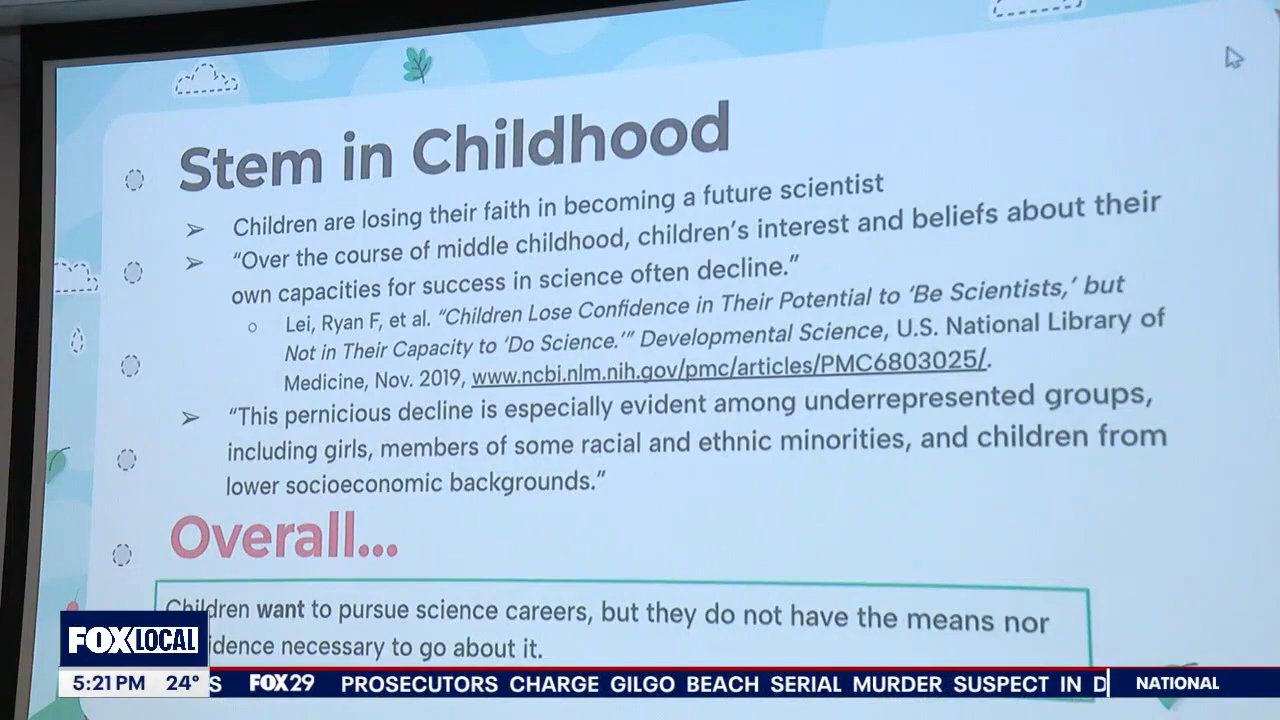 Stem in Childhood
➢ Children are losing their faith in becoming a future scientist
➢ “Over the course of middle childhood, children’s interest and beliefs about their
own capacities for success in science often decline.”
○ Lei, Ryan F, et al. “Children Lose Confidence in Their Potential to ‘Be Scientists,’ but
Not in Their Capacity to ‘Do Science.’” Developmental Science, U.S. National Library of
Medicine, Nov. 2019, www.ncbi.nlm.nih.gov/pmc/articles/PMC6803025/.
➢ “This pernicious decline is especially evident among underrepresented groups,
including girls, members of some racial and ethnic minorities, and children from
lower socioeconomic backgrounds.”
Overall...
Children want to pursue science careers, but they do not have the means nor
idence necessary to go about it.
FOX LOCAL
5:21 PM 24° S FOX 29 PROSECUTORS CHARGE GILGO BEACH SERIAL MURDER SUSPECT IN D NATIONAL